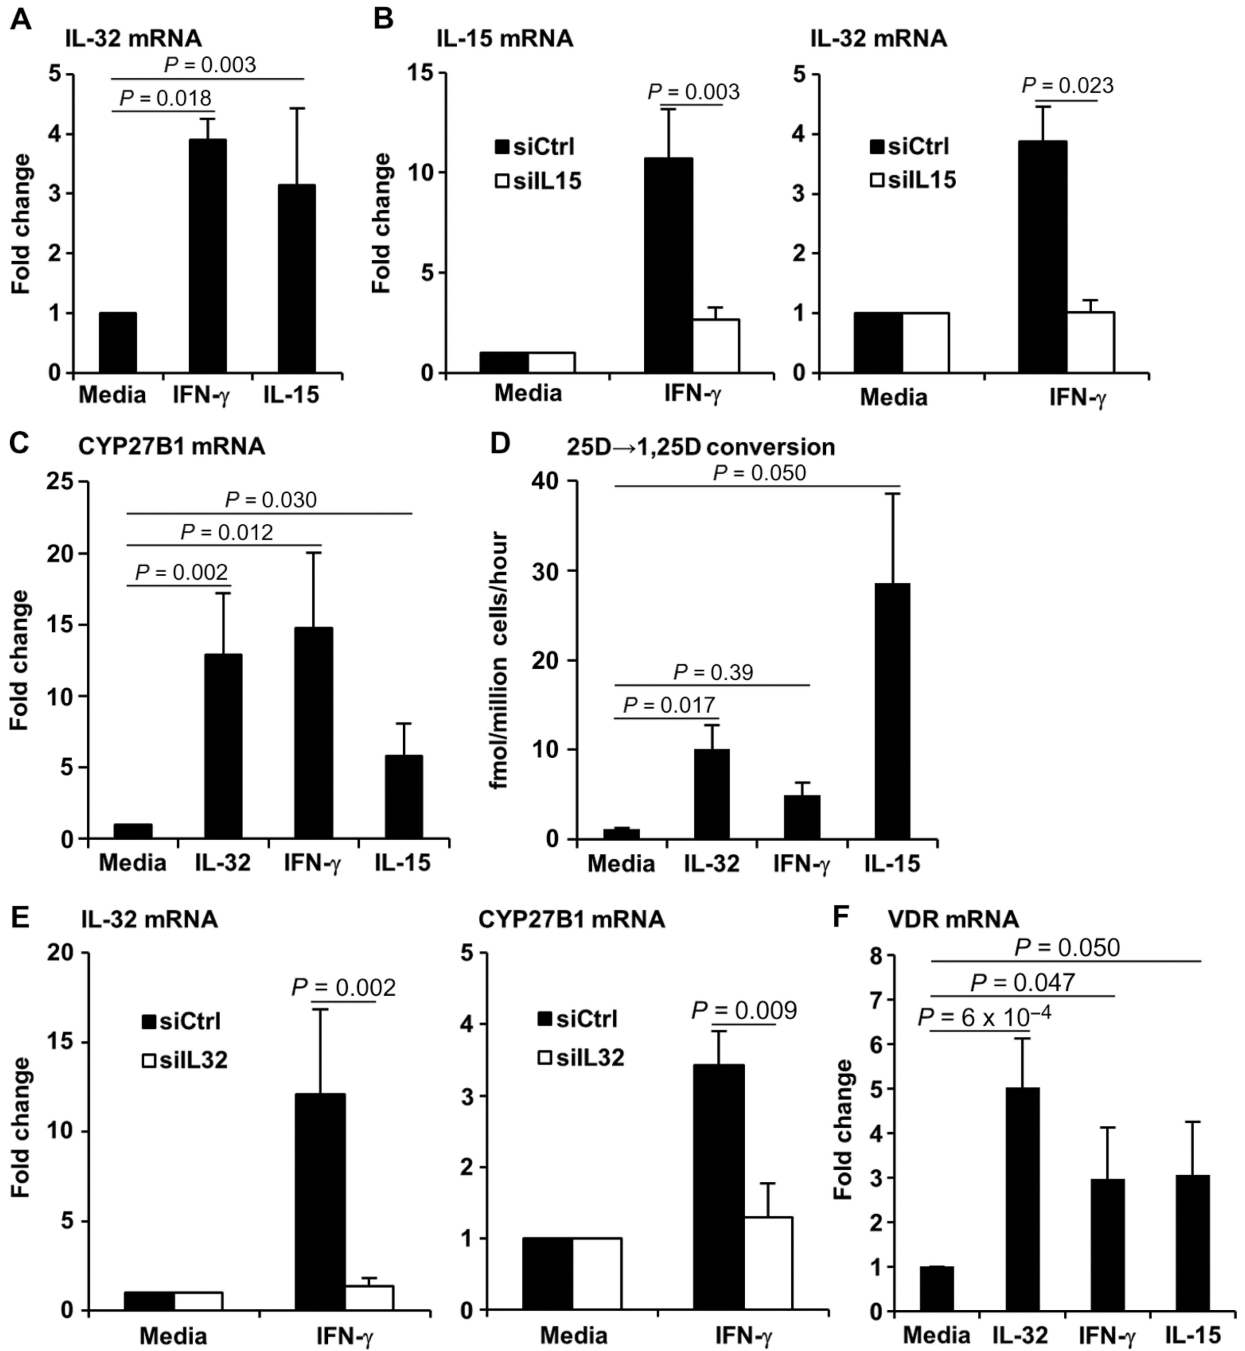 A
IL-32 mRNA
P = 0.003
P = 0.018
Fold change
5
4
3
2
1
0
Media IFN-γ IL-15
B
IL-15 mRNA
P = 0.003
siCtrl
siIL15
Fold change
15
10
5
0
Media IFN-γ
IL-32 mRNA
P = 0.023
siCtrl
siIL15
5
4
3
2
1
0
Media IFN-γ
C
CYP27B1 mRNA
P = 0.030
P = 0.012
P = 0.002
Fold change
25
20
15
10
5
0
Media IL-32 IFN-γ IL-15
D
25D→1,25D conversion
P = 0.050
P = 0.39
P = 0.017
fmol/million cells/hour
40
30
20
10
0
Media IL-32 IFN-γ IL-15
E
IL-32 mRNA
P = 0.002
siCtrl
siIL32
Fold change
20
15
10
5
0
Media IFN-γ
CYP27B1 mRNA
P = 0.009
siCtrl
siIL32
5
4
3
2
1
0
Media IFN-γ
F
VDR mRNA
P = 0.050
P = 0.047
P = 6 x 10⁻⁴
Fold change
8
7
6
5
4
3
2
1
0
Media IL-32 IFN-γ IL-15